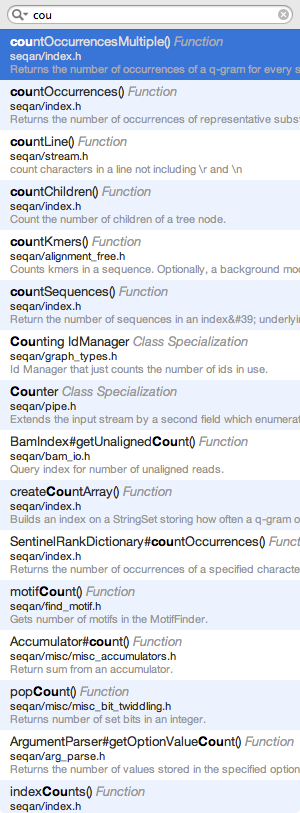 cou
countOccurrencesMultiple() Function
seqan/index.h
Returns the number of occurrences of a q-gram for every s
countOccurrences() Function
seqan/index.h
Returns the number of occurrences of representative subst
countLine() Function
seqan/stream.h
count characters in a line not including \r and \n
countChildren() Function
seqan/index.h
Count the number of children of a tree node.
countKmers() Function
seqan/alignment_free.h
Counts kmers in a sequence. Optionally, a background mod
countSequences() Function
seqan/index.h
Return the number of sequences in an index&#39; underlyin
Counting IdManager Class Specialization
seqan/graph_types.h
Id Manager that just counts the number of ids in use.
Counter Class Specialization
seqan/pipe.h
Extends the input stream by a second field which enumerat
BamIndex#getUnalignedCount() Function
seqan/bam_io.h
Query index for number of unaligned reads.
createCountArray() Function
seqan/index.h
Builds an index on a StringSet storing how often a q-gram o
SentinelRankDictionary#countOccurrences() Funct
seqan/index.h
Returns the number of occurrences of a specified characte
motifCount() Function
seqan/find_motif.h
Gets number of motifs in the MotifFinder.
Accumulator#count() Function
seqan/misc/misc_accumulators.h
Return sum from an accumulator.
popCount() Function
seqan/misc/misc_bit_twiddling.h
Returns number of set bits in an integer.
ArgumentParser#getOptionValueCount() Function
seqan/arg_parse.h
Returns the number of values stored in the specified option
indexCounts() Function
seqan/index.h